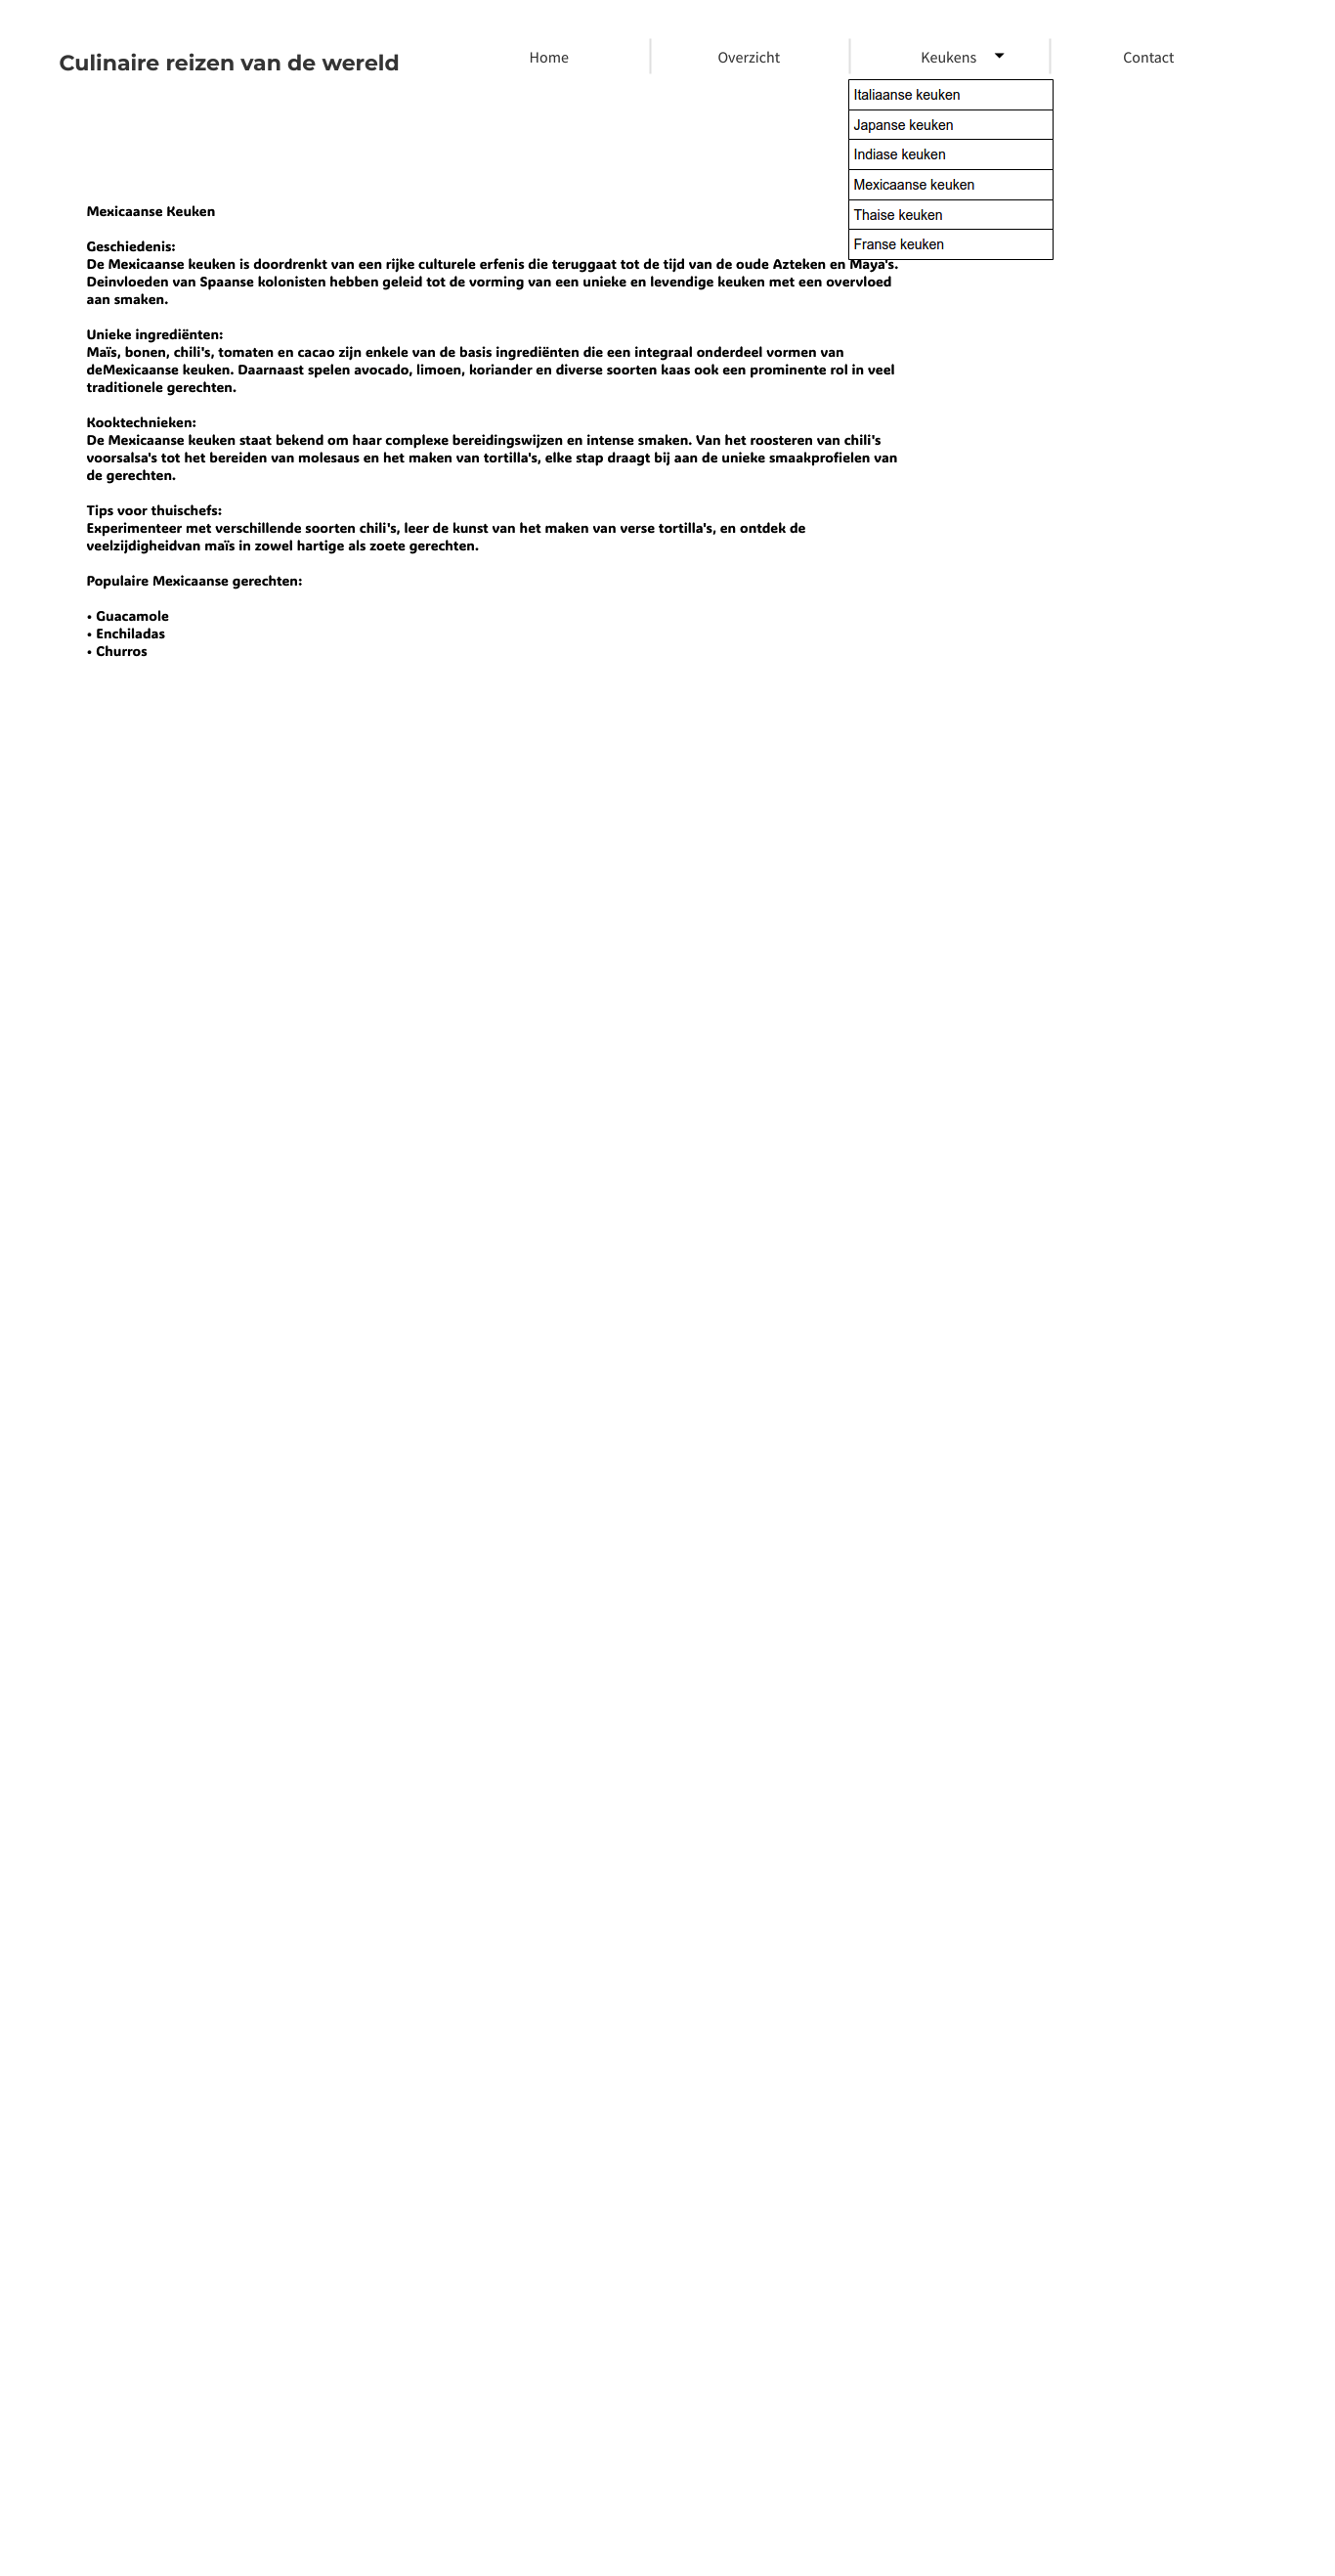 Culinaire reizen van de wereld
Home
Overzicht
Keukens
Contact
Italiaanse keuken
Japanse keuken
Indiase keuken
Mexicaanse keuken
Thaise keuken
Franse keuken
Mexicaanse Keuken
Geschiedenis:
De Mexicaanse keuken is doordrenkt van een rijke culturele erfenis die teruggaat tot de tijd van de oude Azteken en Maya's.
Deinvloeden van Spaanse kolonisten hebben geleid tot de vorming van een unieke en levendige keuken met een overvloed
aan smaken.
Unieke ingrediënten:
Maïs, bonen, chili's, tomaten en cacao zijn enkele van de basis ingrediënten die een integraal onderdeel vormen van
deMexicaanse keuken. Daarnaast spelen avocado, limoen, koriander en diverse soorten kaas ook een prominente rol in veel
traditionele gerechten.
Kooktechnieken:
De Mexicaanse keuken staat bekend om haar complexe bereidingswijzen en intense smaken. Van het roosteren van chili's
voorsalsa's tot het bereiden van molesaus en het maken van tortilla's, elke stap draagt bij aan de unieke smaakprofielen van
de gerechten.
Tips voor thuischefs:
Experimenteer met verschillende soorten chili's, leer de kunst van het maken van verse tortilla's, en ontdek de
veelzijdigheidvan maïs in zowel hartige als zoete gerechten.
Populaire Mexicaanse gerechten:
• Guacamole
• Enchiladas
• Churros